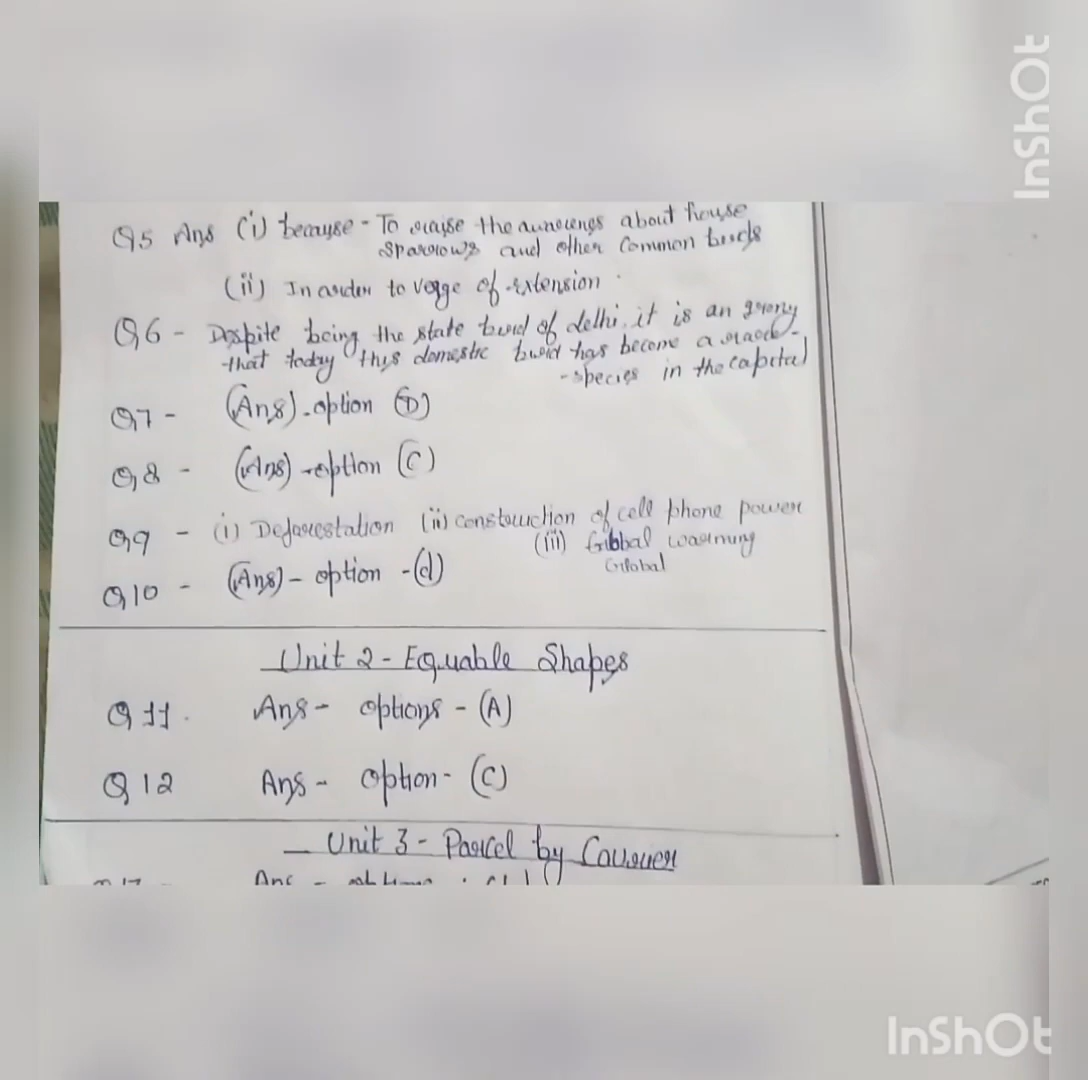 InShOt
Q5 Ans (i) because - To raise the awarengs about house
sparrows and other common birds
(ii) In order to verge of extension.
Q6 - Despite being the state bird of delhi, it is an irony
that today this domestic bird has become a rare
- species in the capital
Q7 - (Ans) - option (D)
Q8 - (Ans) - option (C)
Q9 - (i) Deforestation (ii) construction of cell phone power
(iii) Gibbal warming
Global
Q10 - (Ans) - option - (d)
Unit 2 - Equable Shapes
Q 11. Ans - options - (A)
Q 12 Ans - option - (C)
Unit 3 - Parcel by Courier
Ans -
InShOt